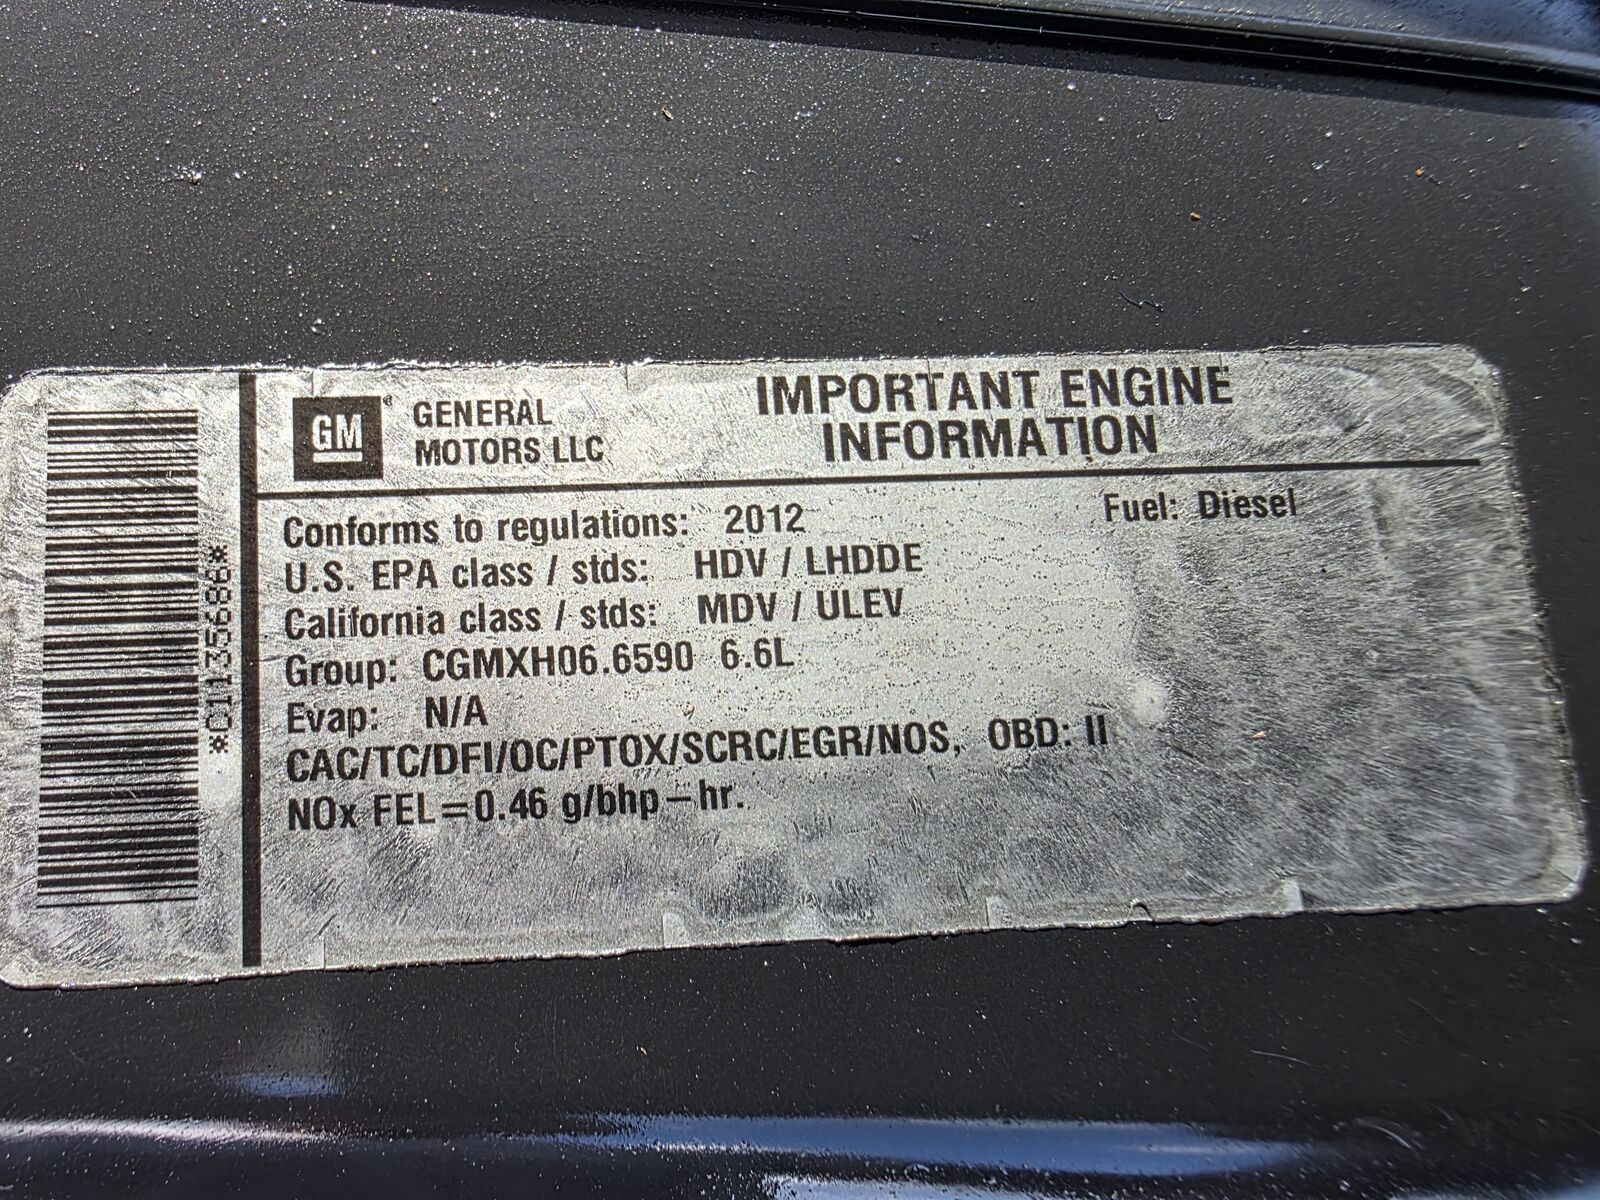 *C1135686*
GM® GENERAL
MOTORS LLC
IMPORTANT ENGINE
INFORMATION
Conforms to regulations: 2012 Fuel: Diesel
U.S. EPA class / stds: HDV / LHDDE
California class / stds: MDV / ULEV
Group: CGMXH06.6590 6.6L
Evap: N/A
CAC/TC/DFI/OC/PTOX/SCRC/EGR/NOS, OBD: II
NOx FEL=0.46 g/bhp-hr.